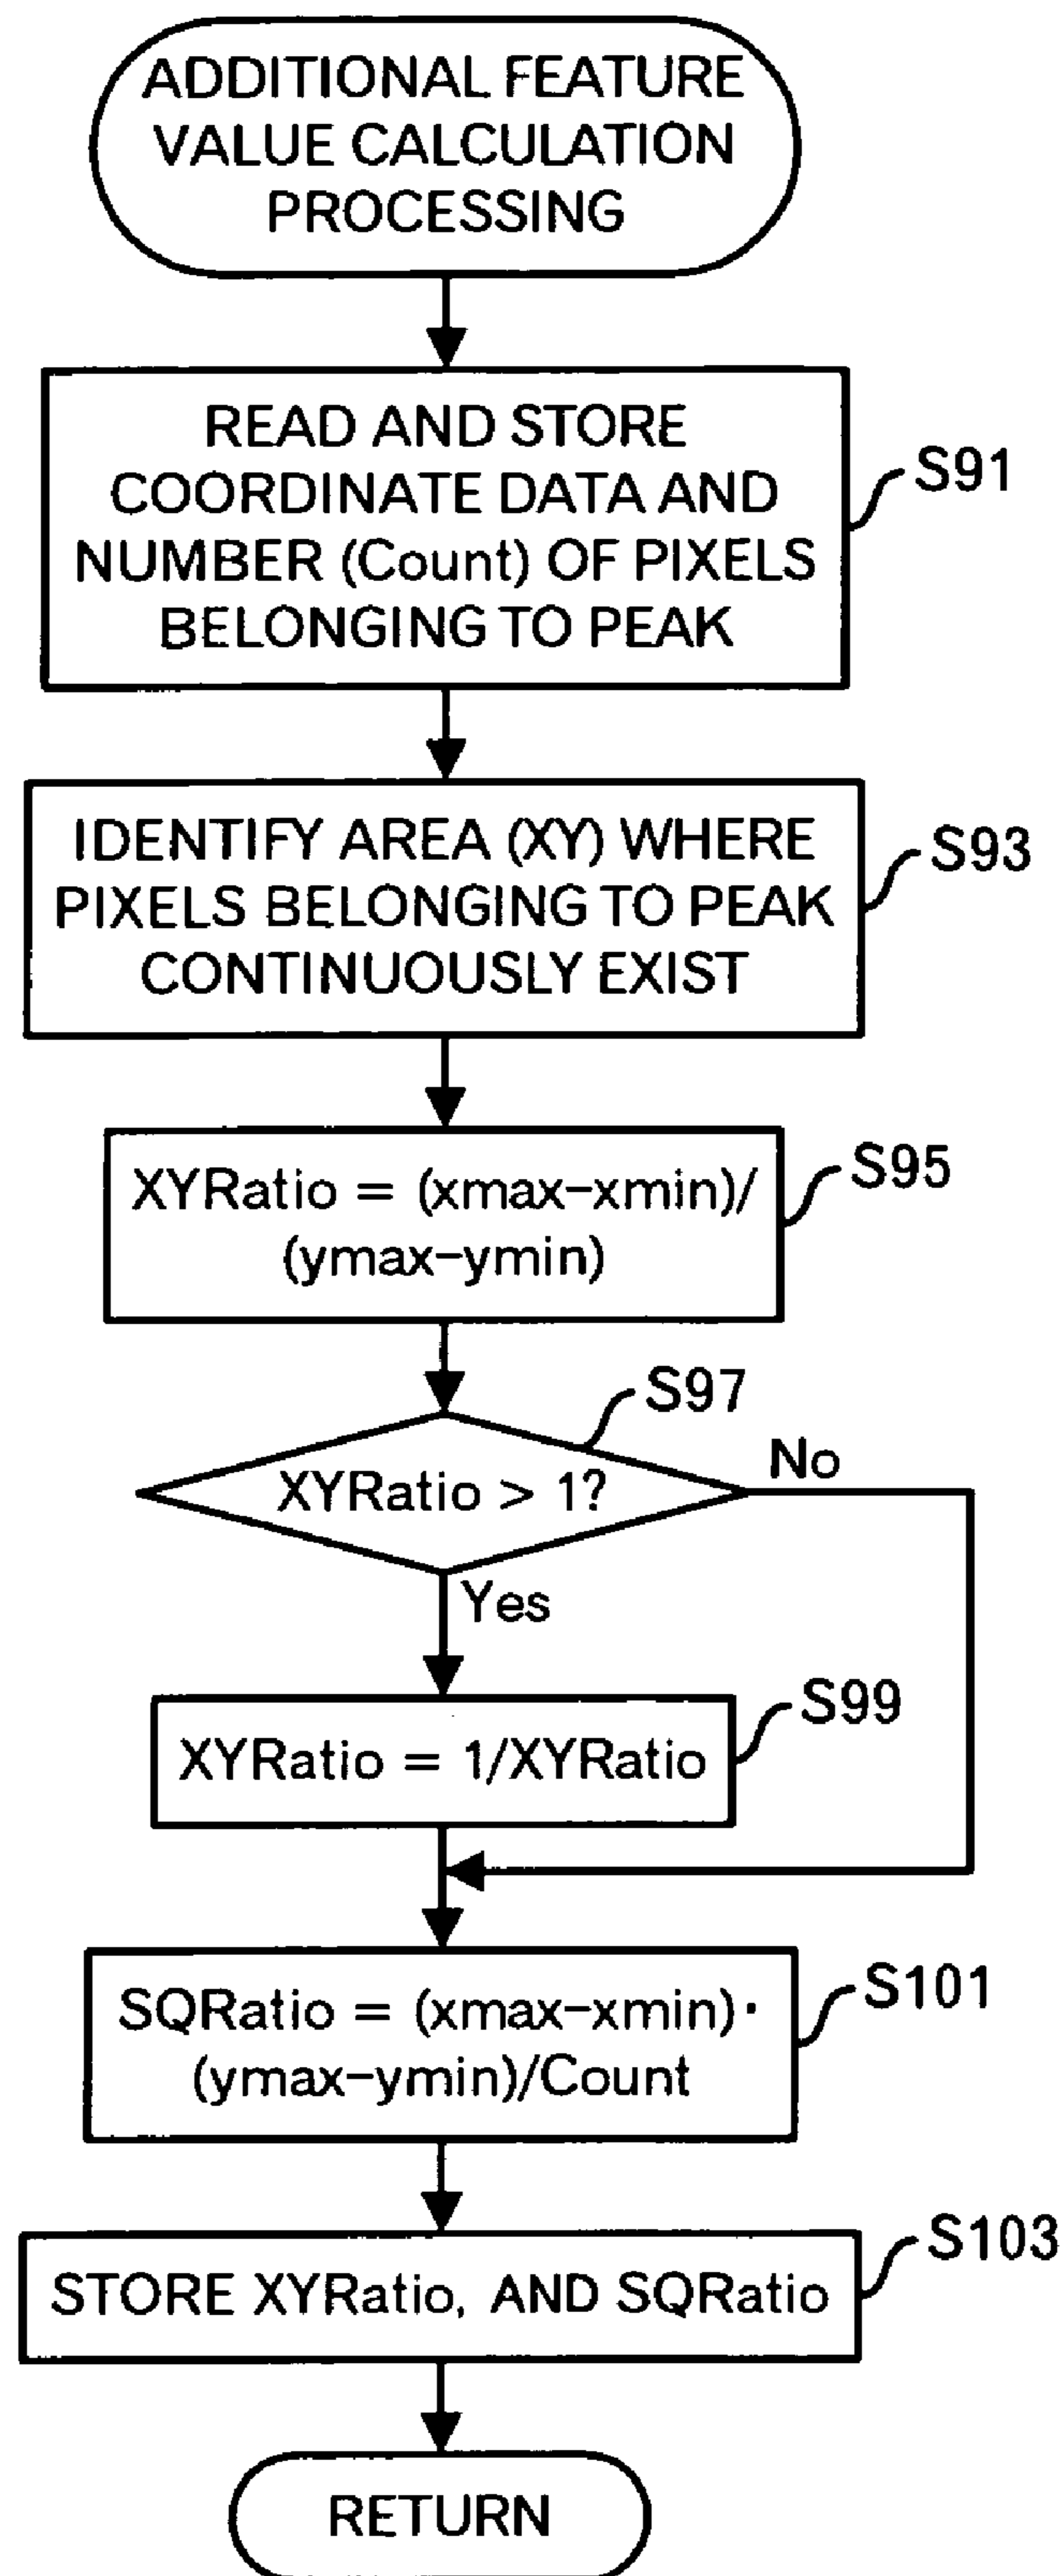 ADDITIONAL FEATURE
VALUE CALCULATION
PROCESSING
READ AND STORE
COORDINATE DATA AND
NUMBER (Count) OF PIXELS
BELONGING TO PEAK
S91
IDENTIFY AREA (XY) WHERE
PIXELS BELONGING TO PEAK
CONTINUOUSLY EXIST
S93
XYRatio = (xmax-xmin)/
(ymax-ymin)
S95
XYRatio > 1?
S97
No
Yes
XYRatio = 1/XYRatio
S99
SQRatio = (xmax-xmin)·
(ymax-ymin)/Count
S101
STORE XYRatio, AND SQRatio
S103
RETURN